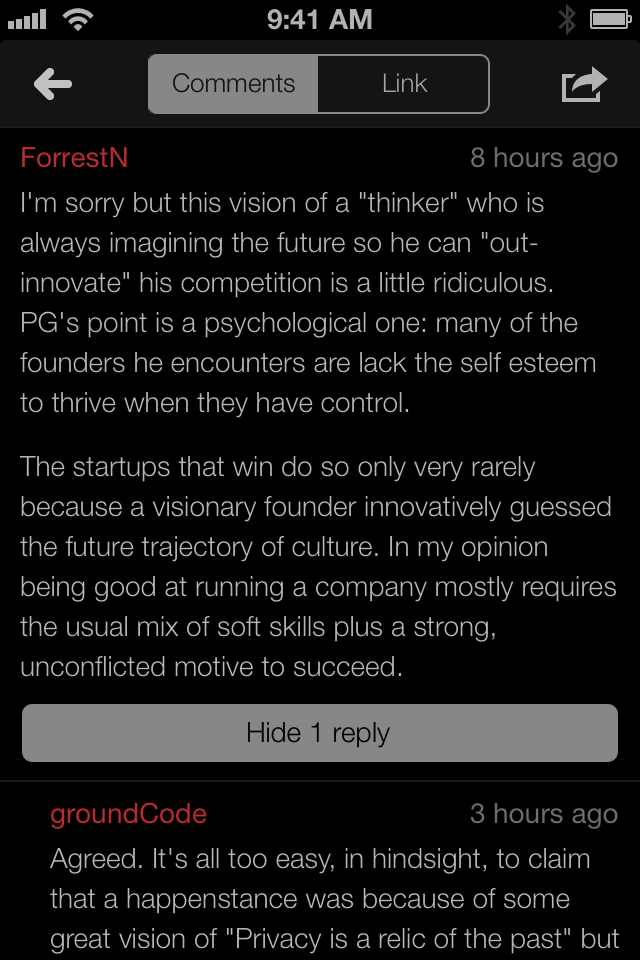 9:41 AM
Comments
Link
ForrestN
8 hours ago
I'm sorry but this vision of a "thinker" who is
always imagining the future so he can "out-
innovate" his competition is a little ridiculous.
PG's point is a psychological one: many of the
founders he encounters are lack the self esteem
to thrive when they have control.
The startups that win do so only very rarely
because a visionary founder innovatively guessed
the future trajectory of culture. In my opinion
being good at running a company mostly requires
the usual mix of soft skills plus a strong,
unconflicted motive to succeed.
Hide 1 reply
groundCode
3 hours ago
Agreed. It's all too easy, in hindsight, to claim
that a happenstance was because of some
great vision of "Privacy is a relic of the past" but